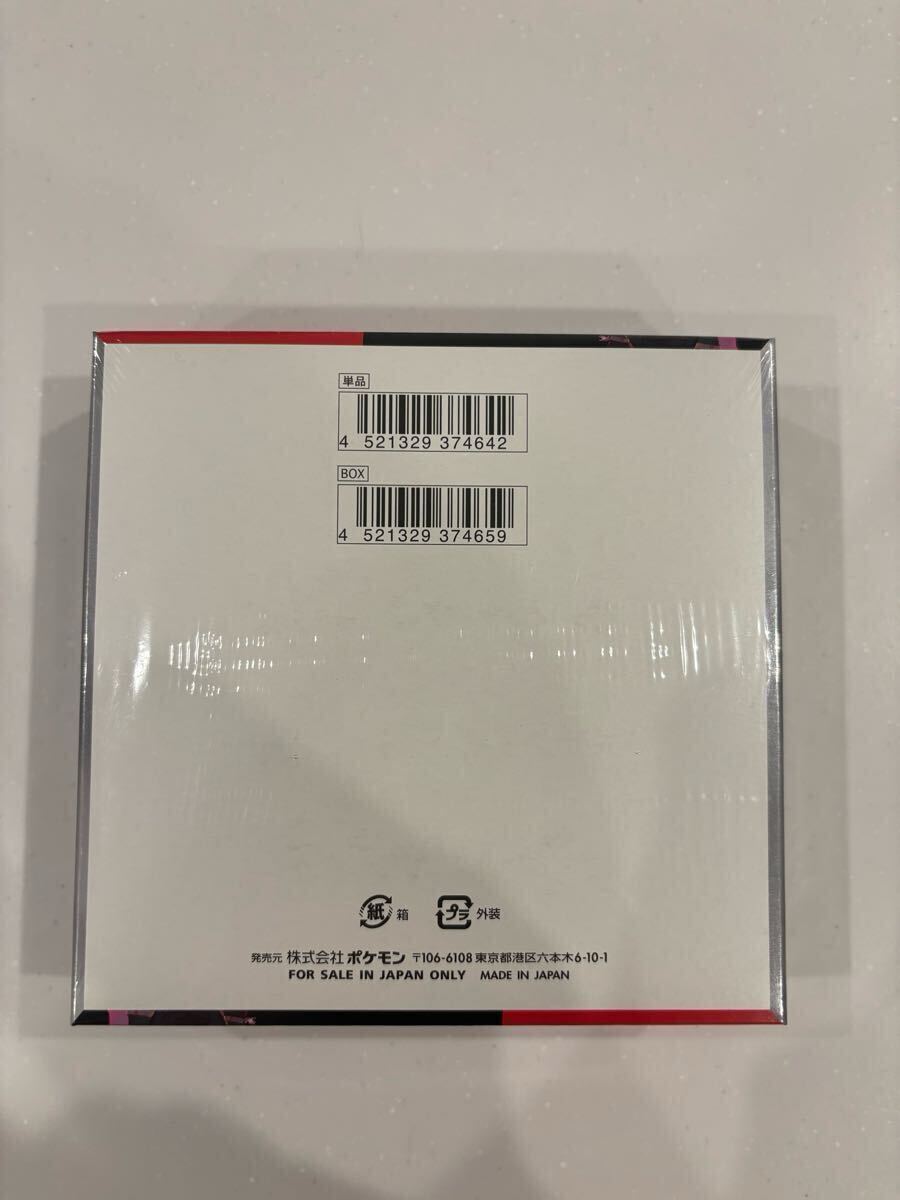 単品
4 521329 374642
BOX
4 521329 374659
紙 箱 プラ 外装
発売元 株式会社 ポケモン 〒106-6108 東京都港区六本木6-10-1
FOR SALE IN JAPAN ONLY MADE IN JAPAN